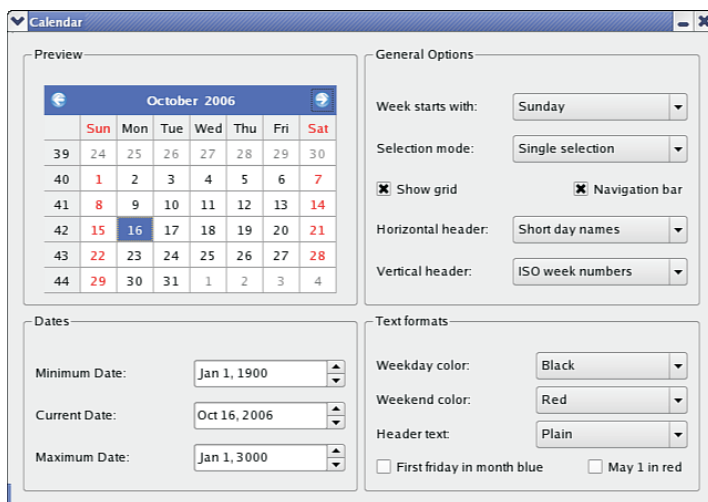 Calendar
Preview
October 2006
Sun Mon Tue Wed Thu Fri Sat
39 24 25 26 27 28 29 30
40 1 2 3 4 5 6 7
41 8 9 10 11 12 13 14
42 15 16 17 18 19 20 21
43 22 23 24 25 26 27 28
44 29 30 31 1 2 3 4
General Options
Week starts with: Sunday
Selection mode: Single selection
Show grid Navigation bar
Horizontal header: Short day names
Vertical header: ISO week numbers
Dates
Minimum Date: Jan 1, 1900
Current Date: Oct 16, 2006
Maximum Date: Jan 1, 3000
Text formats
Weekday color: Black
Weekend color: Red
Header text: Plain
First friday in month blue May 1 in red